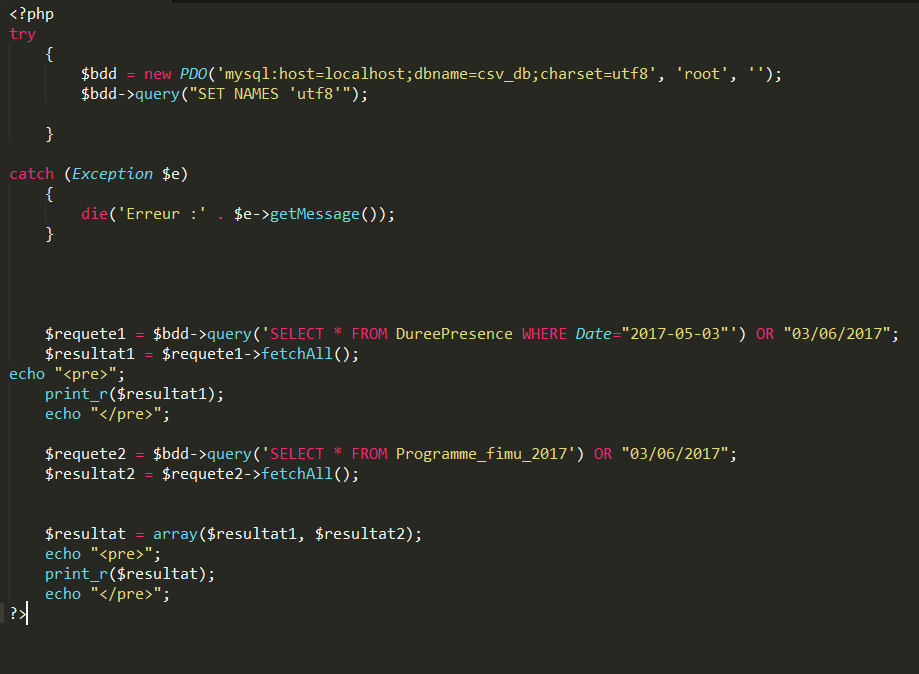 <?php
try
{
$bdd = new PDO('mysql:host=localhost;dbname=csv_db;charset=utf8', 'root', '');
$bdd->query("SET NAMES 'utf8'");
}
catch (Exception $e)
{
die('Erreur :' . $e->getMessage());
}
$requete1 = $bdd->query('SELECT * FROM DureePresence WHERE Date="2017-05-03"') OR "03/06/2017";
$resultat1 = $requete1->fetchAll();
echo "<pre>";
print_r($resultat1);
echo "</pre>";
$requete2 = $bdd->query('SELECT * FROM Programme_fimu_2017') OR "03/06/2017";
$resultat2 = $requete2->fetchAll();
$resultat = array($resultat1, $resultat2);
echo "<pre>";
print_r($resultat);
echo "</pre>";
?>